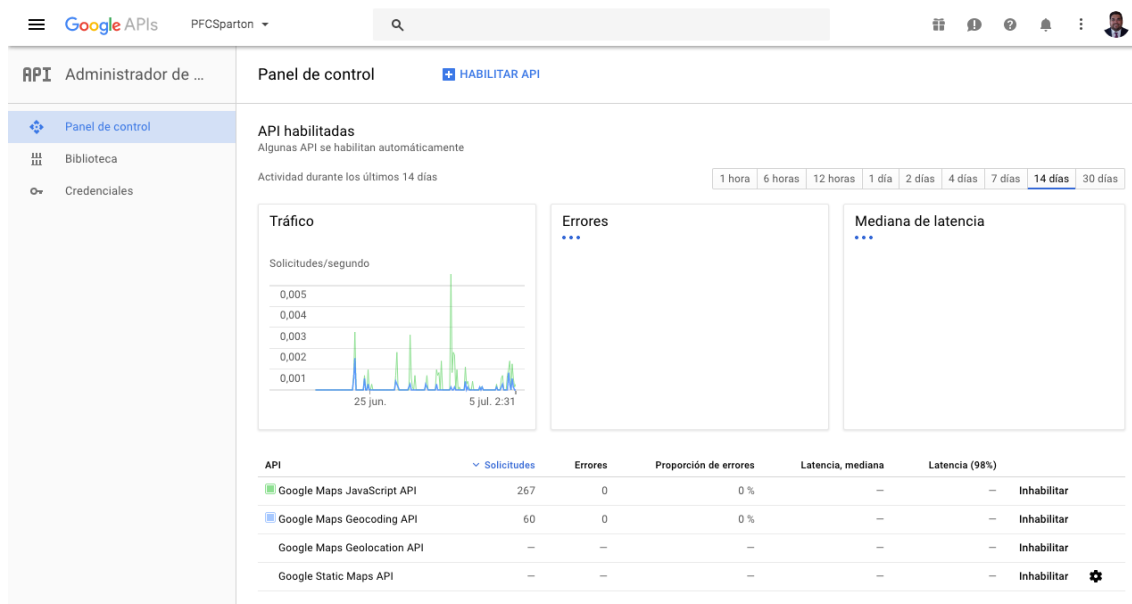 Google APIs PFCSparton
API Administrador de ...
Panel de control HABILITAR API
Panel de control
Biblioteca
Credenciales
API habilitadas
Algunas API se habilitan automáticamente
Actividad durante los últimos 14 días
1 hora 6 horas 12 horas 1 día 2 días 4 días 7 días 14 días 30 días
Tráfico
Solicitudes/segundo
0,005
0,004
0,003
0,002
0,001
25 jun. 5 jul. 2:31
Errores
Mediana de latencia
API Solicitudes Errores Proporción de errores Latencia, mediana Latencia (98%)
Google Maps JavaScript API 267 0 0 % — — Inhabilitar
Google Maps Geocoding API 60 0 0 % — — Inhabilitar
Google Maps Geolocation API — — — — — Inhabilitar
Google Static Maps API — — — — — Inhabilitar